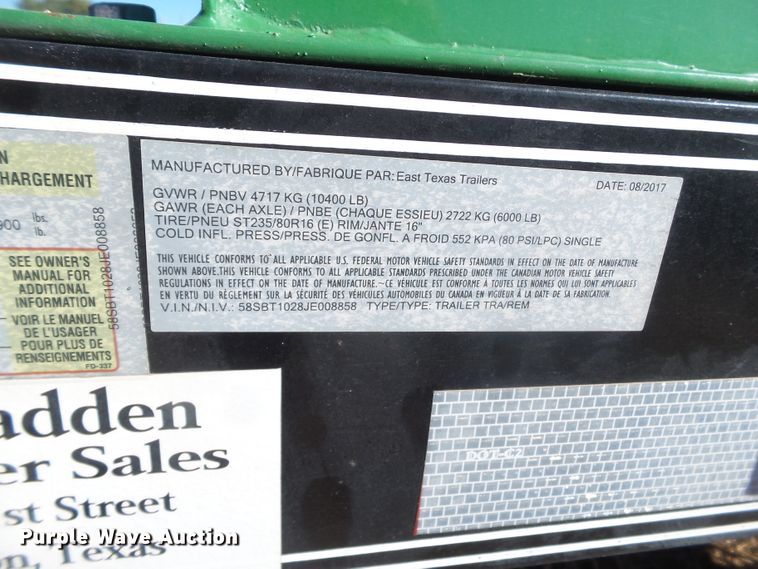 N
HARGEMENT
900 lbs.
lb.
SEE OWNER'S
MANUAL FOR
ADDITIONAL
INFORMATION
VOIR LE MANUEL
DE L'USAGER
POUR PLUS DE
RENSEIGNEMENTS
FD-337
58SBT1028JE008858
MANUFACTURED BY/FABRIQUE PAR: East Texas Trailers DATE: 08/2017
GVWR / PNBV 4717 KG (10400 LB)
GAWR (EACH AXLE) / PNBE (CHAQUE ESSIEU) 2722 KG (6000 LB)
TIRE/PNEU ST235/80R16 (E) RIM/JANTE 16"
COLD INFL. PRESS/PRESS. DE GONFL. A FROID 552 KPA (80 PSI/LPC) SINGLE
THIS VEHICLE CONFORMS TO ALL APPLICABLE U.S. FEDERAL MOTOR VEHICLE SAFETY STANDARDS IN EFFECT ON THE DATE OF MANUFACTURE
SHOWN ABOVE.THIS VEHICLE CONFORMS TO ALL APPLICABLE STANDARDS PRESCRIBED UNDER THE CANADIAN MOTOR VEHICLE SAFETY
REGULATIONS IN EFFECT ON THE DATE OF MANUFACTURE.~CE VÉHICULE EST CONFORME À TOUTES LES NORMES QUI LUI SONT APPLICABLES
EN VERTU DU RÈGLEMENT SUR LA SÉCURITÉ DES VÉHICULES AUTOMOBILES DU CANADA EN VIGUEUR À LA DATE DE SA FABRICATION.
V.I.N./N.I.V.: 58SBT1028JE008858 TYPE/TYPE: TRAILER TRA/REM
DOT-C2
adden
er Sales
st Street
en, Texas
Purple Wave Auction